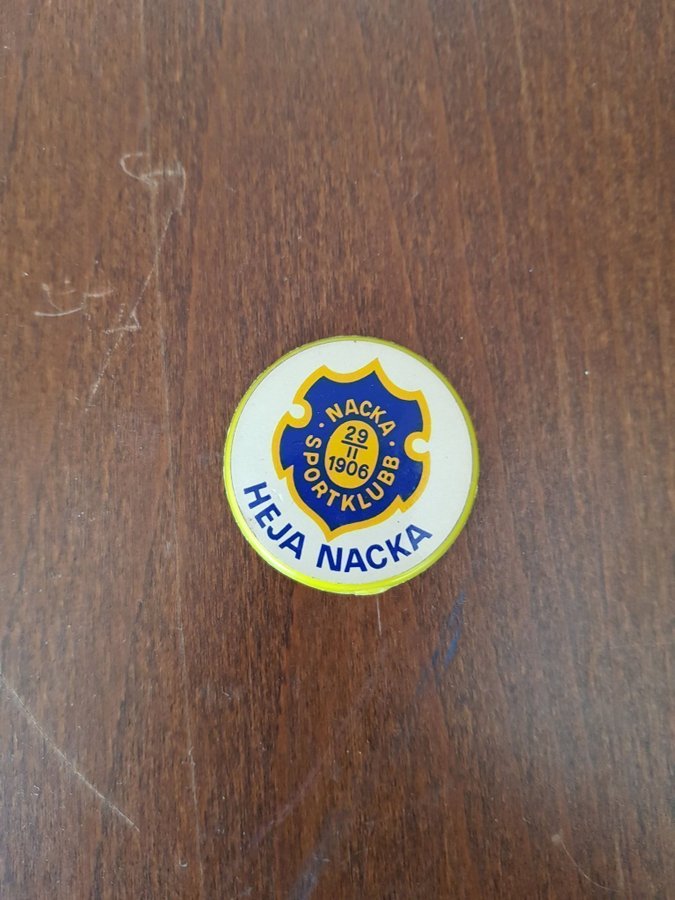 NACKA
29
II
1906
SPORTKLUBB
HEJA NACKA